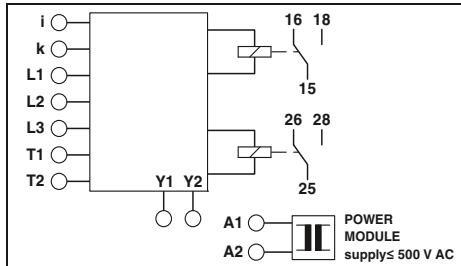 i
k
L1
L2
L3
T1
T2
Y1 Y2
16 18
15
26 28
25
A1
A2
POWER
MODULE
supply≤ 500 V AC